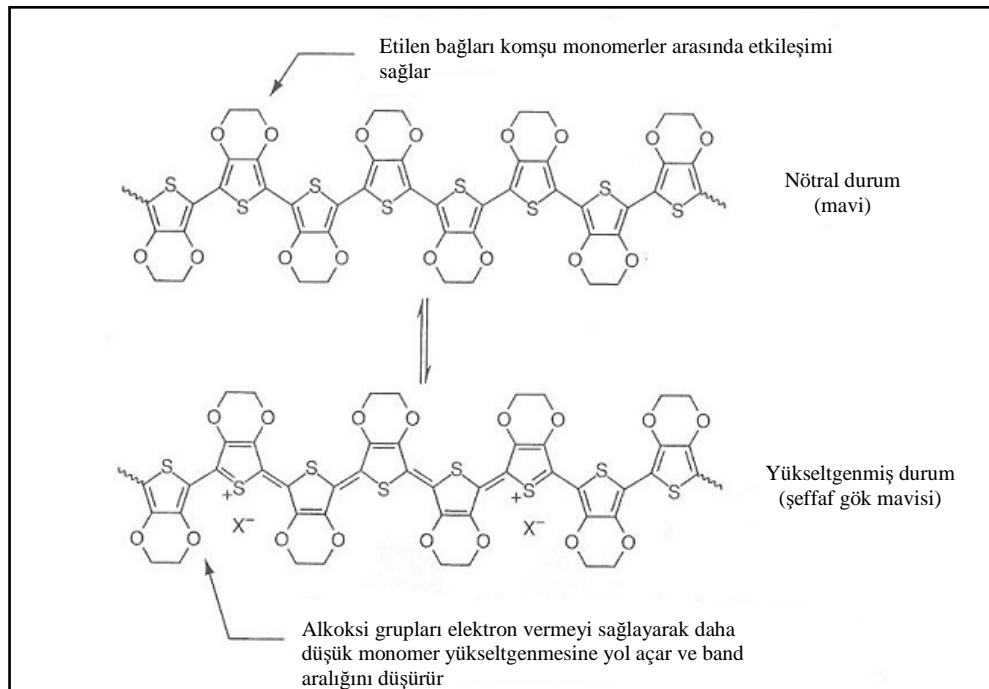 Etilen bağları komşu monomerler arasında etkileşimi
sağlar
O O O O O O O O
S S S S
S S S S
O O O O O O O O
Nötral durum
(mavi)
O O O O O O O O
S S S S
S S S S
+ +
X⁻ X⁻
O O O O O O O O
Yükseltgenmiş durum
(şeffaf gök mavisi)
Alkoksi grupları elektron vermeyi sağlayarak daha
düşük monomer yükseltgenmesine yol açar ve band
aralığını düşürür